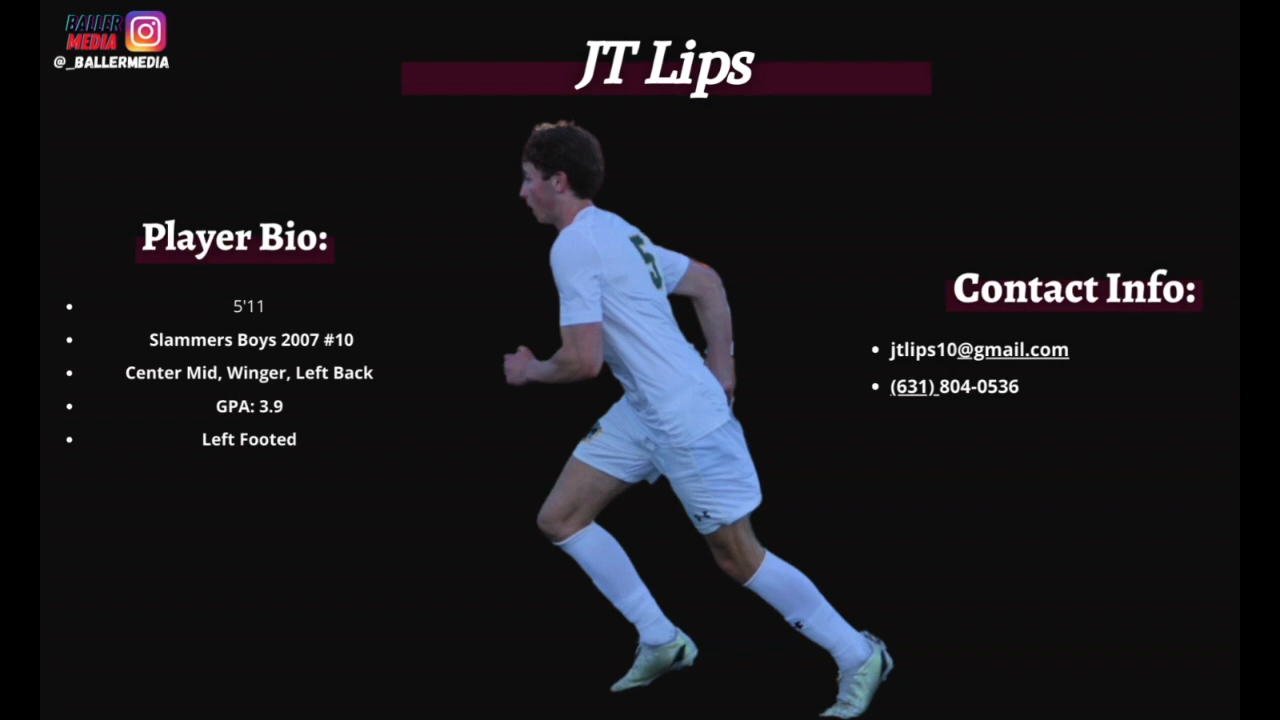 BALLER
MEDIA
@_BALLERMEDIA
JT Lips
Player Bio:
5'11
Slammers Boys 2007 #10
Center Mid, Winger, Left Back
GPA: 3.9
Left Footed
5
Contact Info:
jtlips10@gmail.com
(631) 804-0536